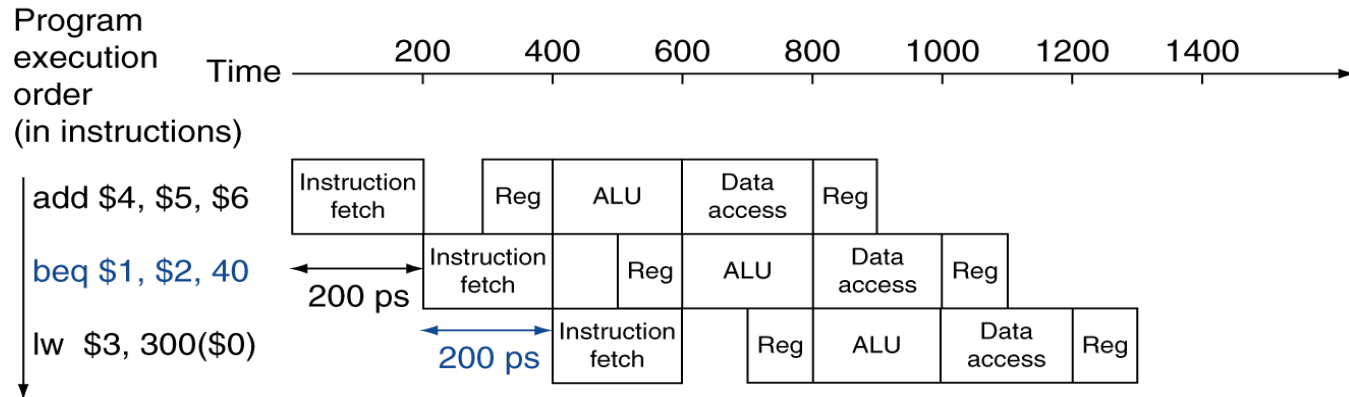 Program
execution
order
(in instructions)
Time
200 400 600 800 1000 1200 1400
add $4, $5, $6
Instruction
fetch
Reg
ALU
Data
access
Reg
beq $1, $2, 40
200 ps
Instruction
fetch
Reg
ALU
Data
access
Reg
lw $3, 300($0)
200 ps
Instruction
fetch
Reg
ALU
Data
access
Reg